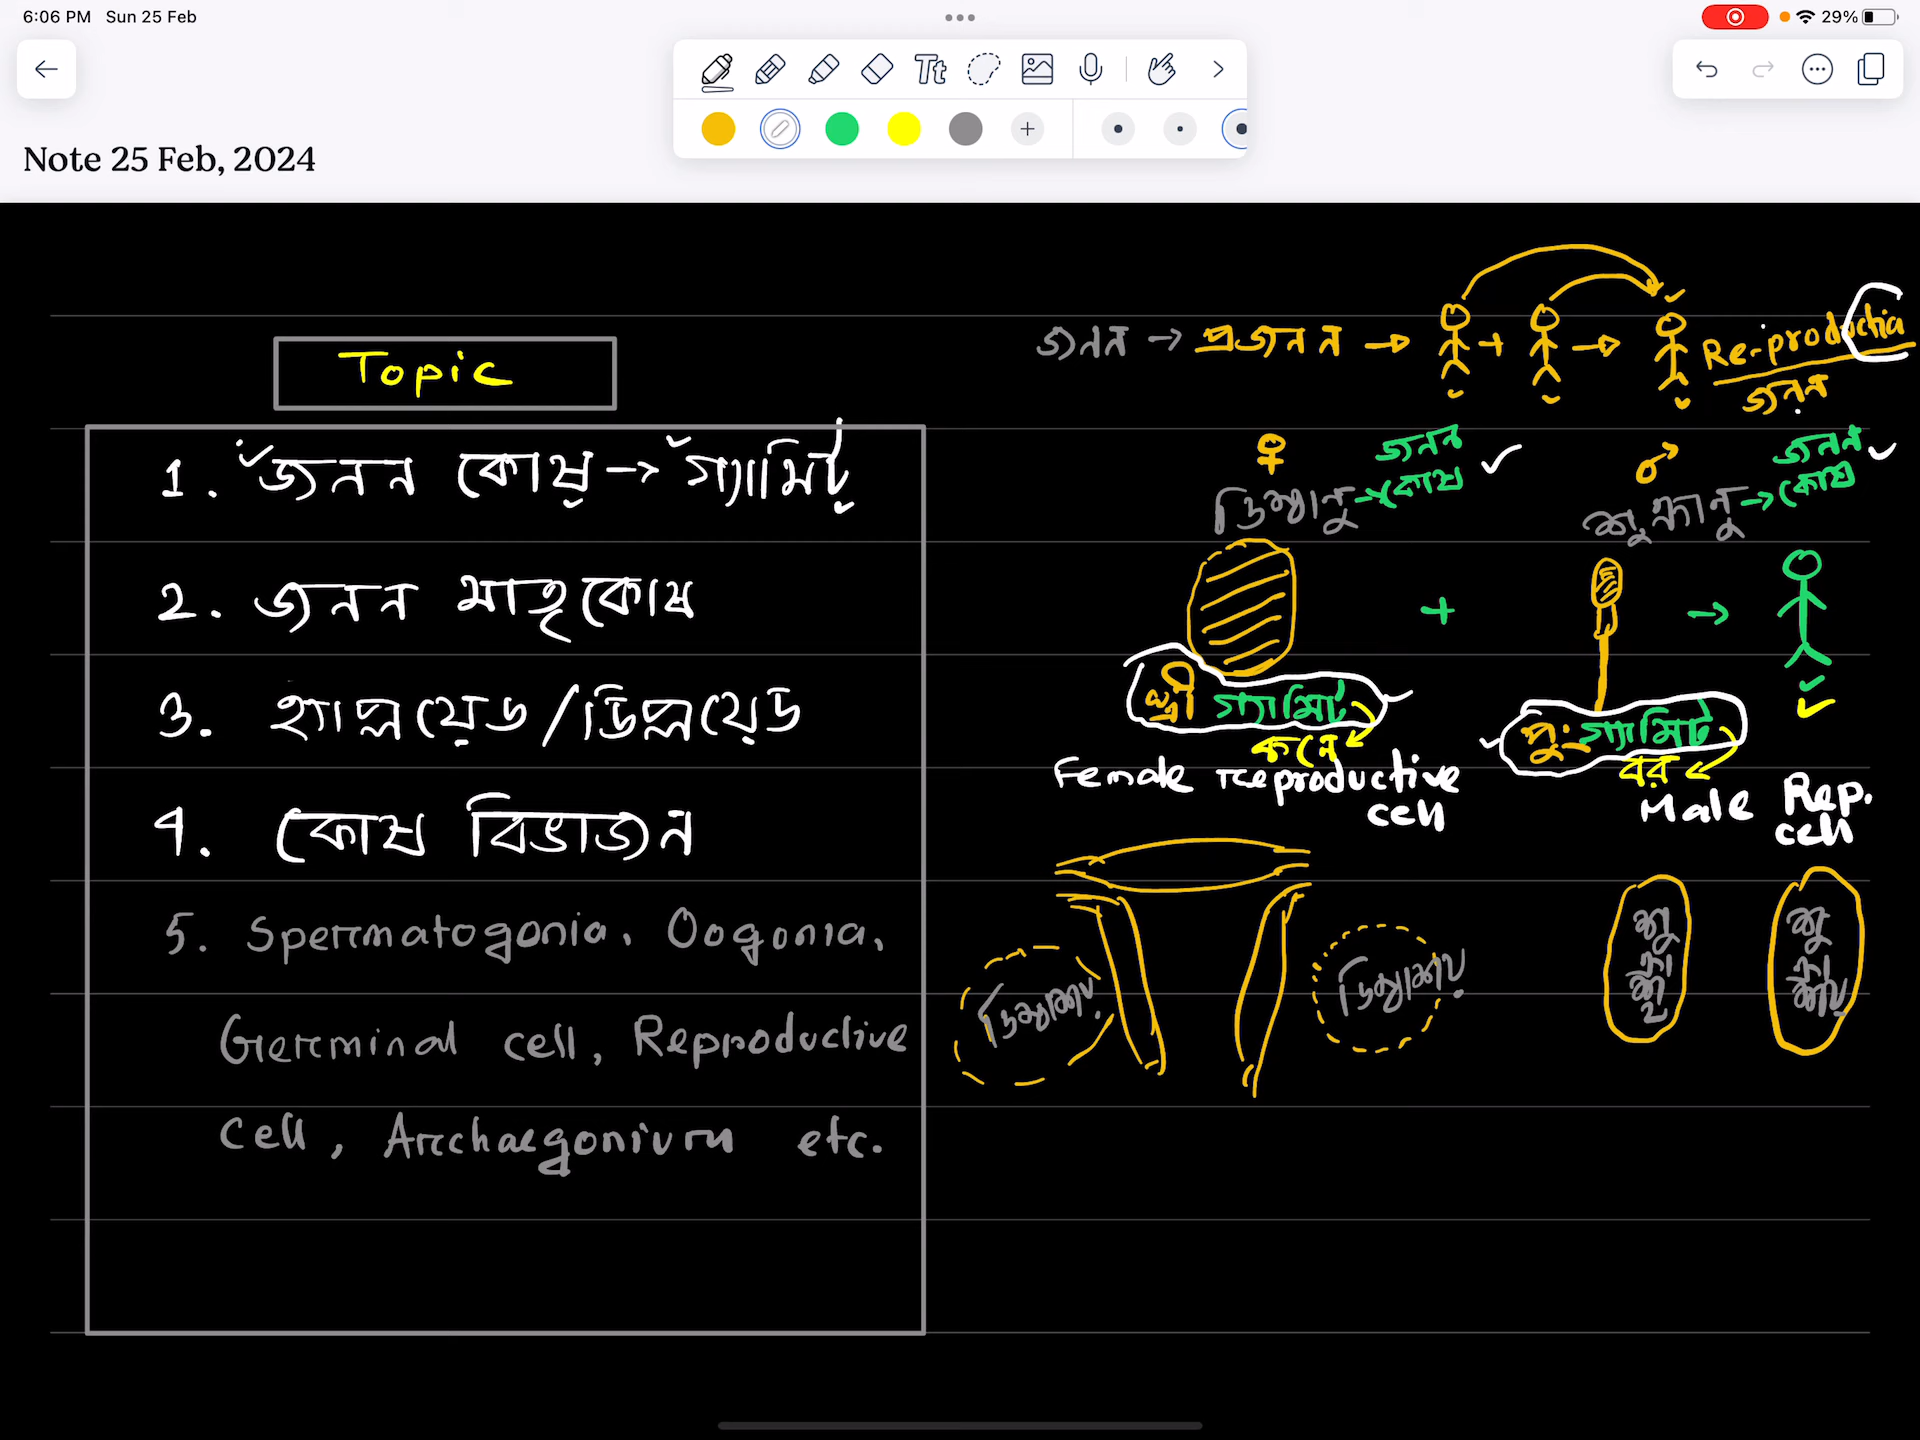 6:06 PM Sun 25 Feb
29%
Tt
Note 25 Feb, 2024
Topic
1. জনন কোষ → গ্যামিট
2. জনন মাতৃকোষ
3. হ্যাপ্লয়েড/ডিপ্লয়েড
4. কোষ বিভাজন
5. Spermatogonia, Oogonia,
Germinal cell, Reproductive
Cell, Archaegonium etc.
জনন → প্রজনন → + →
Re-production
জনন
♀ জনন
ডিম্বানু → কোষ
♂ জনন
শুক্রানু → কোষ
+ →
স্ত্রী গ্যামিট
কনে
Female reproductive
cell
পুং গ্যামিট
বর
Male Rep.
cell
ডিম্বাশয়
ডিম্বাশয়
শুক্রাশয়